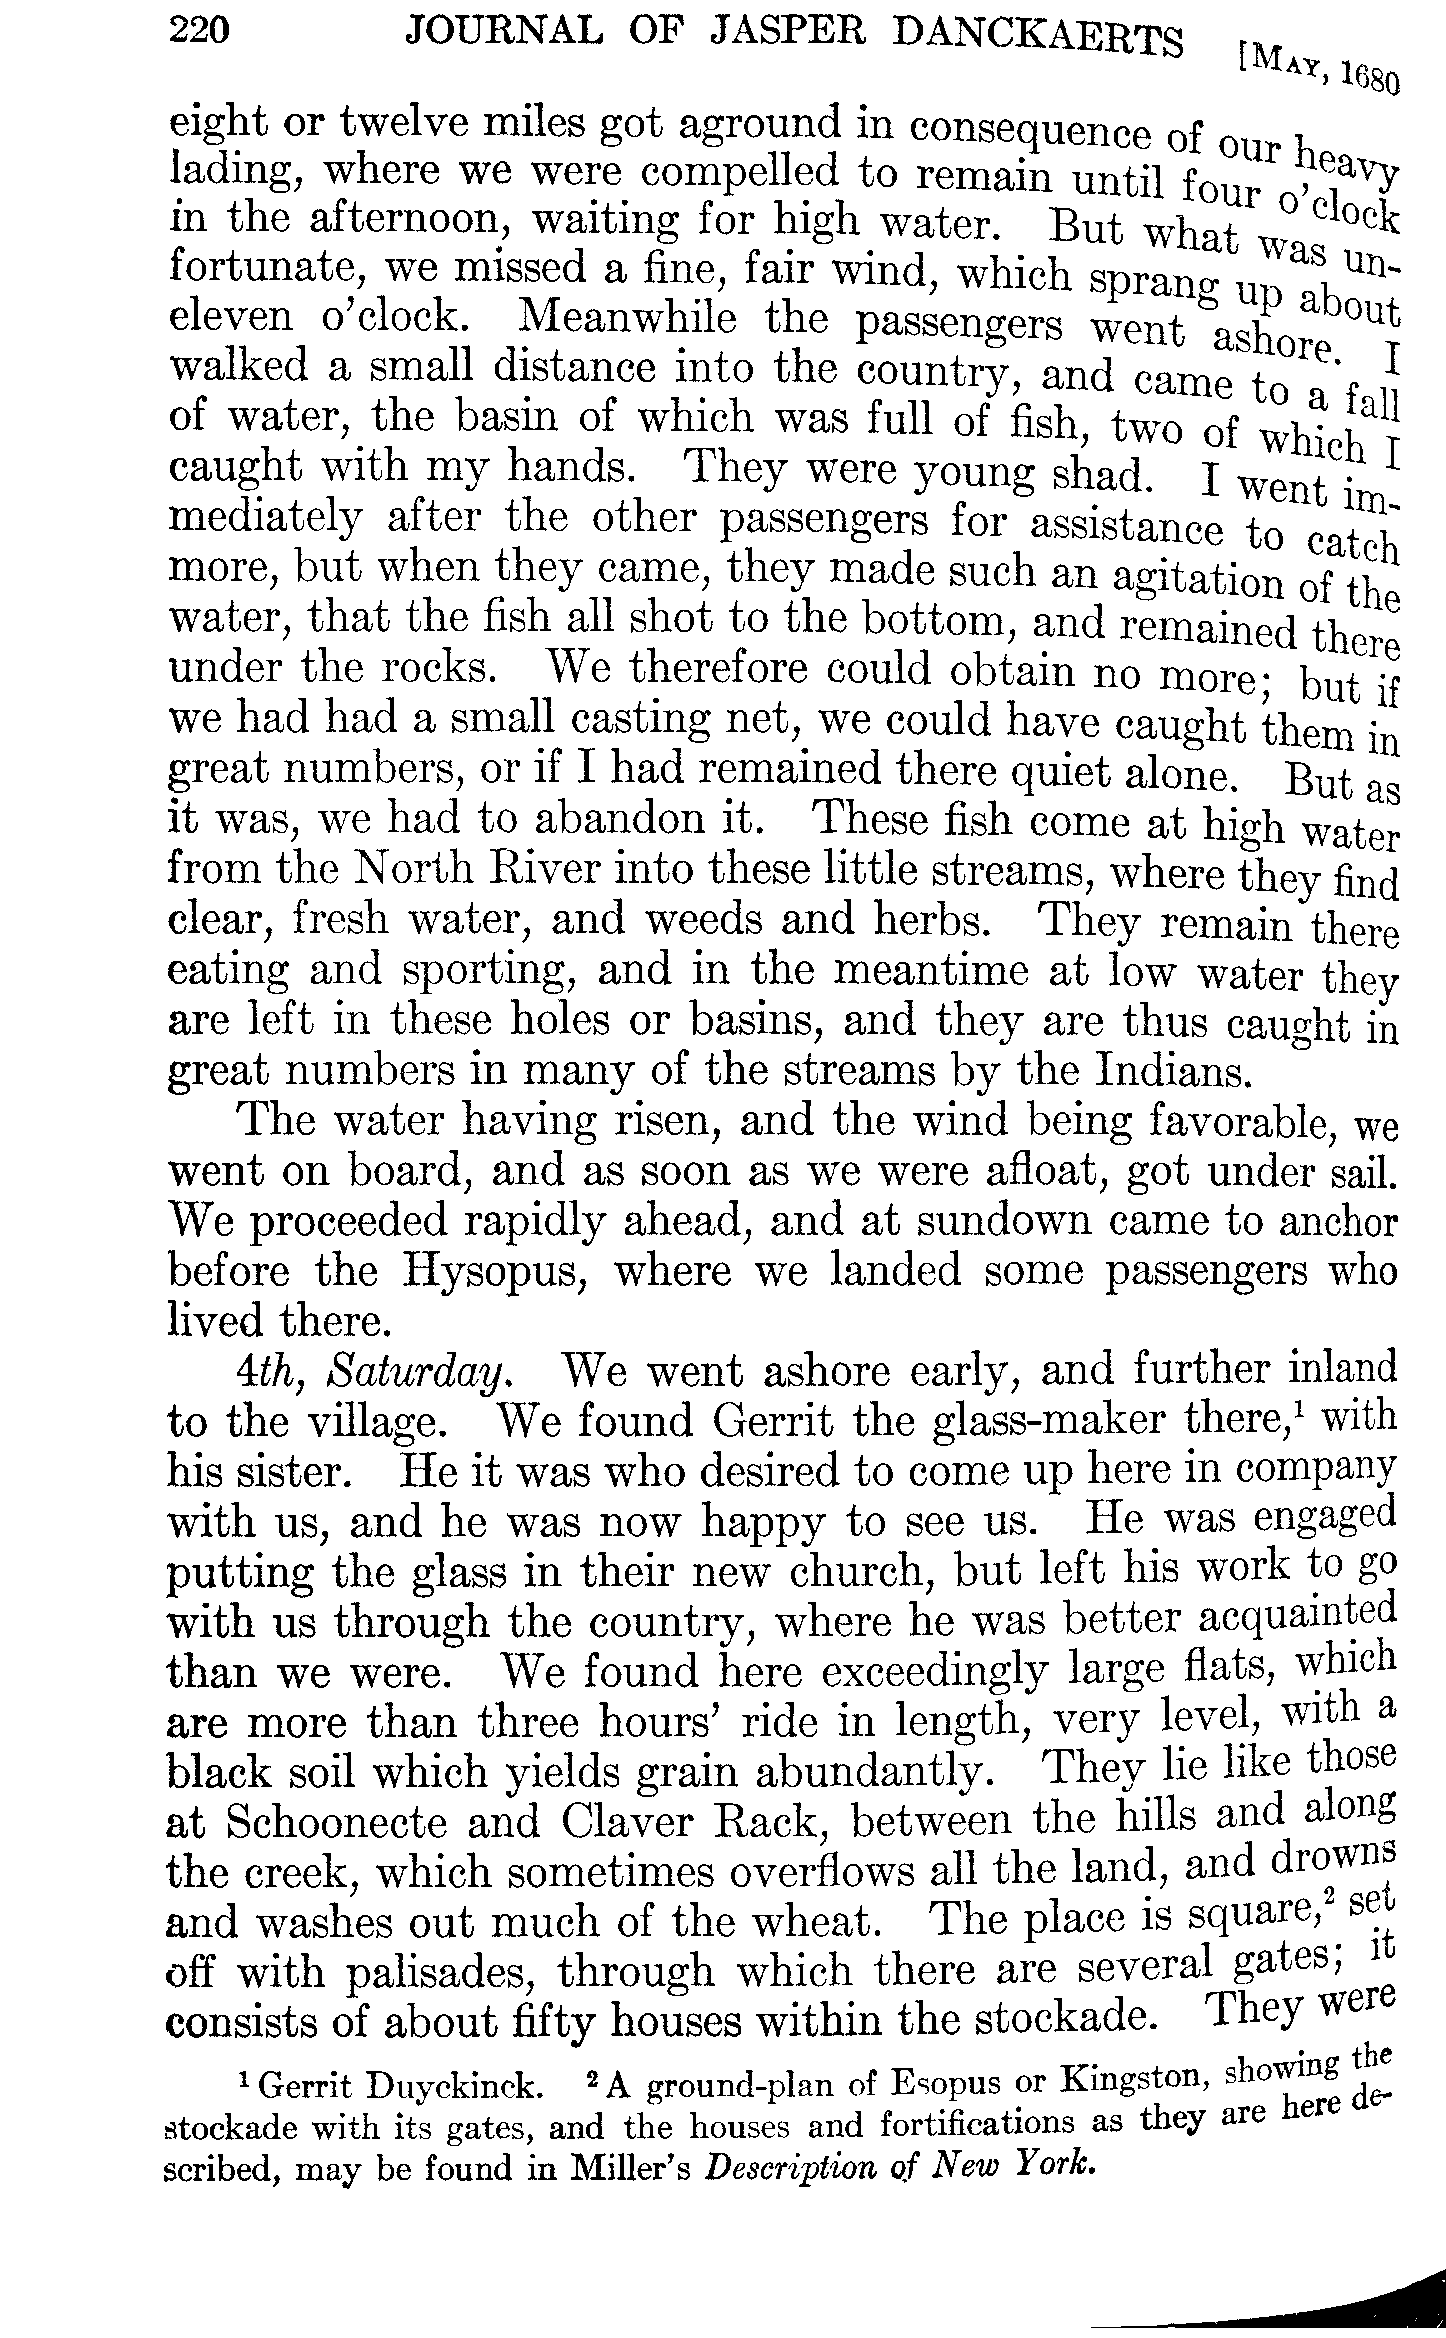 220 JOURNAL OF JASPER DANCKAERTS [MAY, 1680
eight or twelve miles got aground in consequence of our heavy
lading, where we were compelled to remain until four o'clock
in the afternoon, waiting for high water. But what was un-
fortunate, we missed a fine, fair wind, which sprang up about
eleven o'clock. Meanwhile the passengers went ashore. I
walked a small distance into the country, and came to a fall
of water, the basin of which was full of fish, two of which I
caught with my hands. They were young shad. I went im-
mediately after the other passengers for assistance to catch
more, but when they came, they made such an agitation of the
water, that the fish all shot to the bottom, and remained there
under the rocks. We therefore could obtain no more; but if
we had had a small casting net, we could have caught them in
great numbers, or if I had remained there quiet alone. But as
it was, we had to abandon it. These fish come at high water
from the North River into these little streams, where they find
clear, fresh water, and weeds and herbs. They remain there
eating and sporting, and in the meantime at low water they
are left in these holes or basins, and they are thus caught in
great numbers in many of the streams by the Indians.
The water having risen, and the wind being favorable, we
went on board, and as soon as we were afloat, got under sail.
We proceeded rapidly ahead, and at sundown came to anchor
before the Hysopus, where we landed some passengers who
lived there.
4th, Saturday. We went ashore early, and further inland
to the village. We found Gerrit the glass-maker there,¹ with
his sister. He it was who desired to come up here in company
with us, and he was now happy to see us. He was engaged
putting the glass in their new church, but left his work to go
with us through the country, where he was better acquainted
than we were. We found here exceedingly large flats, which
are more than three hours' ride in length, very level, with a
black soil which yields grain abundantly. They lie like those
at Schoonecte and Claver Rack, between the hills and along
the creek, which sometimes overflows all the land, and drowns
and washes out much of the wheat. The place is square,² set
off with palisades, through which there are several gates; it
consists of about fifty houses within the stockade. They were
¹ Gerrit Duyckinck. ² A ground-plan of Esopus or Kingston, showing the
stockade with its gates, and the houses and fortifications as they are here de-
scribed, may be found in Miller's Description of New York.